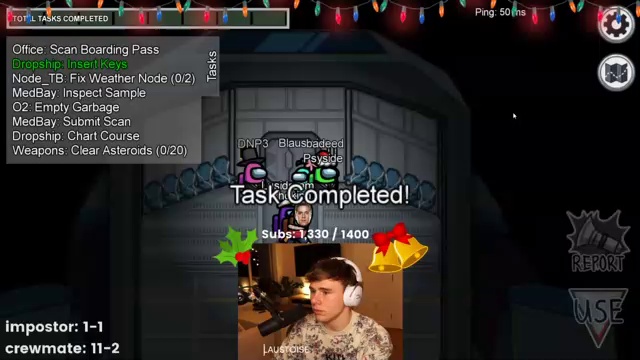 TOTAL TASKS COMPLETED
Ping: 50 ms
Office: Scan Boarding Pass
Dropship: Insert Keys
Node_TB: Fix Weather Node (0/2)
MedBay: Inspect Sample
O2: Empty Garbage
MedBay: Submit Scan
Dropship: Chart Course
Weapons: Clear Asteroids (0/20)
Tasks
DNP3
Blausbadeed
Psyside
Task Completed!
Subs: 1,330 / 1400
REPORT
USE
impostor: 1-1
crewmate: 11-2